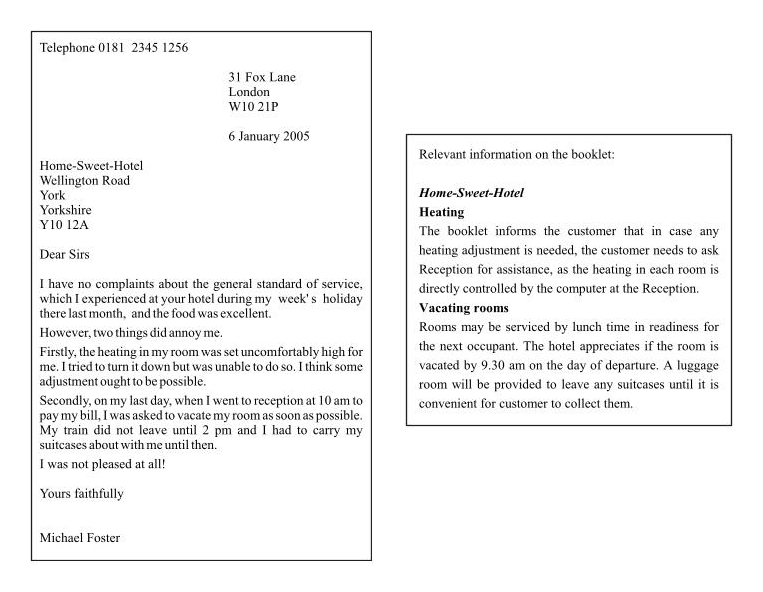 Telephone 0181 2345 1256
31 Fox Lane
London
W10 21P
6 January 2005
Home-Sweet-Hotel
Wellington Road
York
Yorkshire
Y10 12A
Dear Sirs
I have no complaints about the general standard of service,
which I experienced at your hotel during my week's holiday
there last month, and the food was excellent.
However, two things did annoy me.
Firstly, the heating in my room was set uncomfortably high for
me. I tried to turn it down but was unable to do so. I think some
adjustment ought to be possible.
Secondly, on my last day, when I went to reception at 10 am to
pay my bill, I was asked to vacate my room as soon as possible.
My train did not leave until 2 pm and I had to carry my
suitcases about with me until then.
I was not pleased at all!
Yours faithfully
Michael Foster
Relevant information on the booklet:
Home-Sweet-Hotel
Heating
The booklet informs the customer that in case any
heating adjustment is needed, the customer needs to ask
Reception for assistance, as the heating in each room is
directly controlled by the computer at the Reception.
Vacating rooms
Rooms may be serviced by lunch time in readiness for
the next occupant. The hotel appreciates if the room is
vacated by 9.30 am on the day of departure. A luggage
room will be provided to leave any suitcases until it is
convenient for customer to collect them.